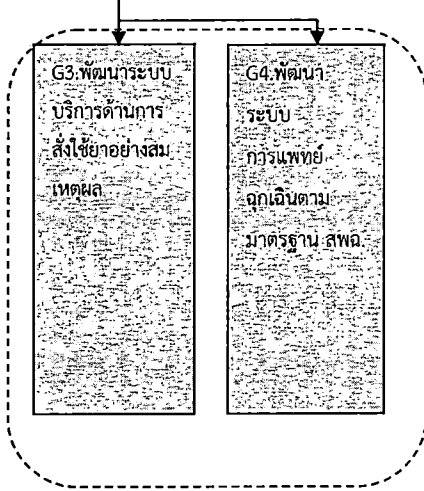 G3.พัฒนาระบบ
บริการด้านการ
สั่งใช้ยาอย่างสม
เหตุผล
G4.พัฒนา
ระบบ
การแพทย์
ฉุกเฉินตาม
มาตรฐาน สพฉ.